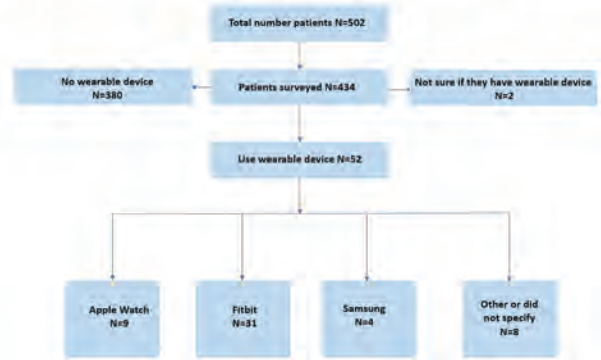 Total number patients N=502
No wearable device
N=380
Patients surveyed N=434
Not sure if they have wearable device
N=2
Use wearable device N=52
Apple Watch
N=9
Fitbit
N=31
Samsung
N=4
Other or did
not specify
N=8